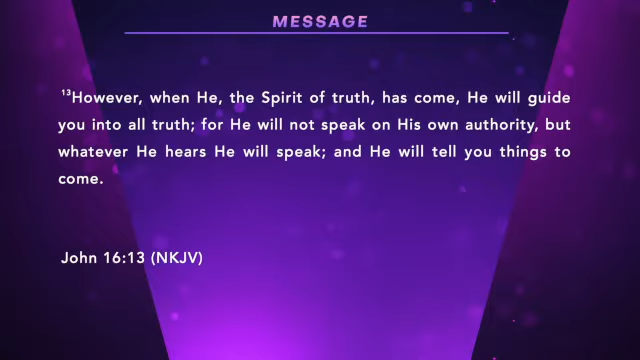 MESSAGE
¹³However, when He, the Spirit of truth, has come, He will guide
you into all truth; for He will not speak on His own authority, but
whatever He hears He will speak; and He will tell you things to
come.
John 16:13 (NKJV)